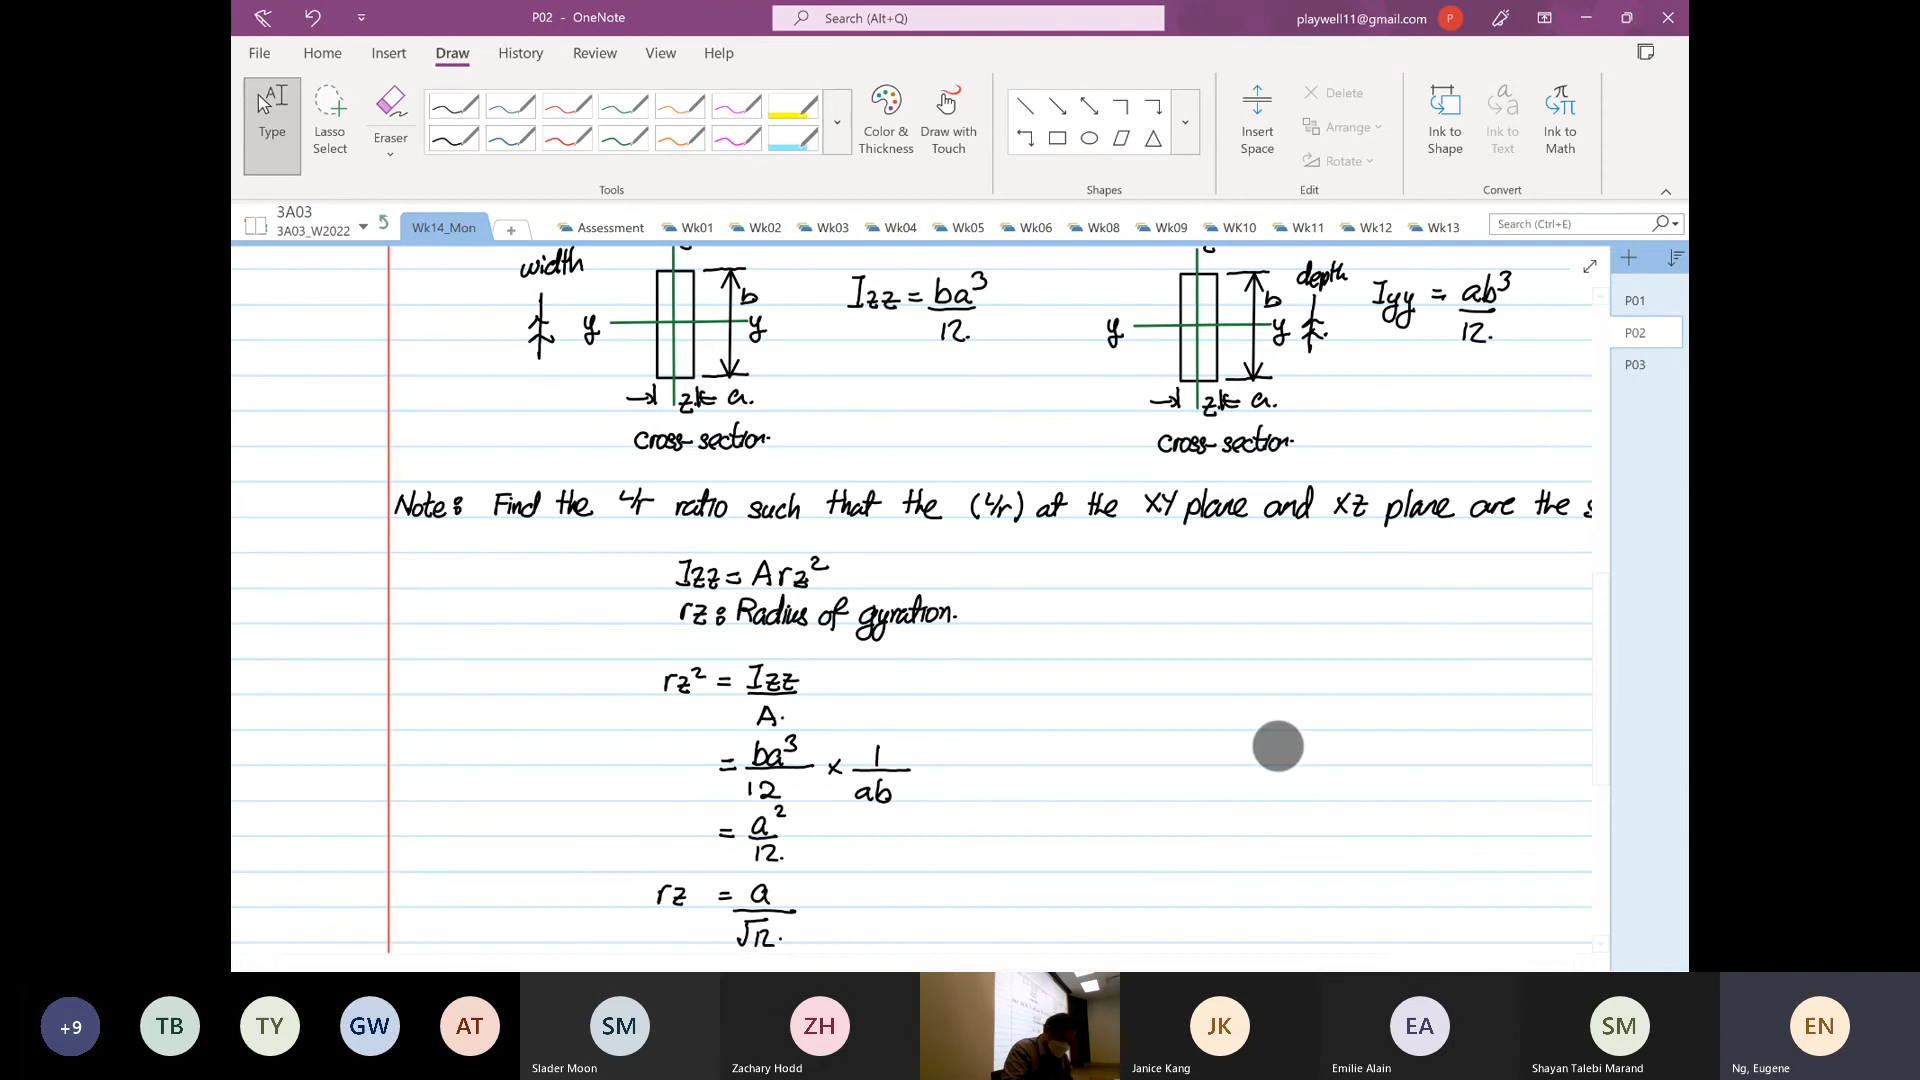 P02 - OneNote
Search (Alt+Q)
playwell11@gmail.com
P
File Home Insert Draw History Review View Help
Type
Lasso Select
Eraser
Color & Thickness
Draw with Touch
Insert Space
Delete
Arrange
Rotate
Ink to Shape
Ink to Text
Ink to Math
Tools
Shapes
Edit
Convert
3A03
3A03_W2022
Wk14_Mon
Assessment Wk01 Wk02 Wk03 Wk04 Wk05 Wk06 Wk08 Wk09 WK10 Wk11 Wk12 Wk13
Search (Ctrl+E)
P01
P02
P03
width
b
y y
z a.
cross-section.
Izz = ba³/12.
depth
b
y y
z a.
cross-section.
Iyy = ab³/12.
Note: Find the L/r ratio such that the (L/r) at the XY plane and XZ plane are the s
Izz = Arz²
rz: Radius of gyration.
rz² = Izz/A.
= ba³/12 × 1/ab
= a²/12.
rz = a/√12.
+9
TB
TY
GW
AT
SM
Slader Moon
ZH
Zachary Hodd
JK
Janice Kang
EA
Emilie Alain
SM
Shayan Talebi Marand
EN
Ng, Eugene